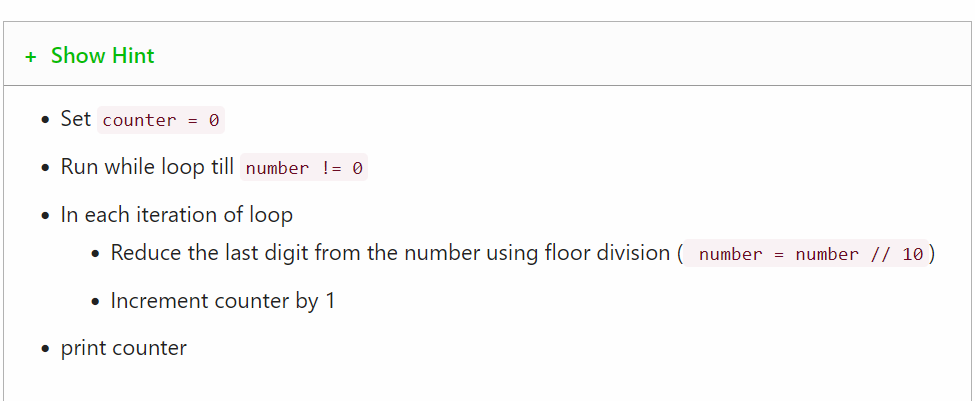 + Show Hint
• Set counter = 0
• Run while loop till number != 0
• In each iteration of loop
• Reduce the last digit from the number using floor division ( number = number // 10 )
• Increment counter by 1
• print counter